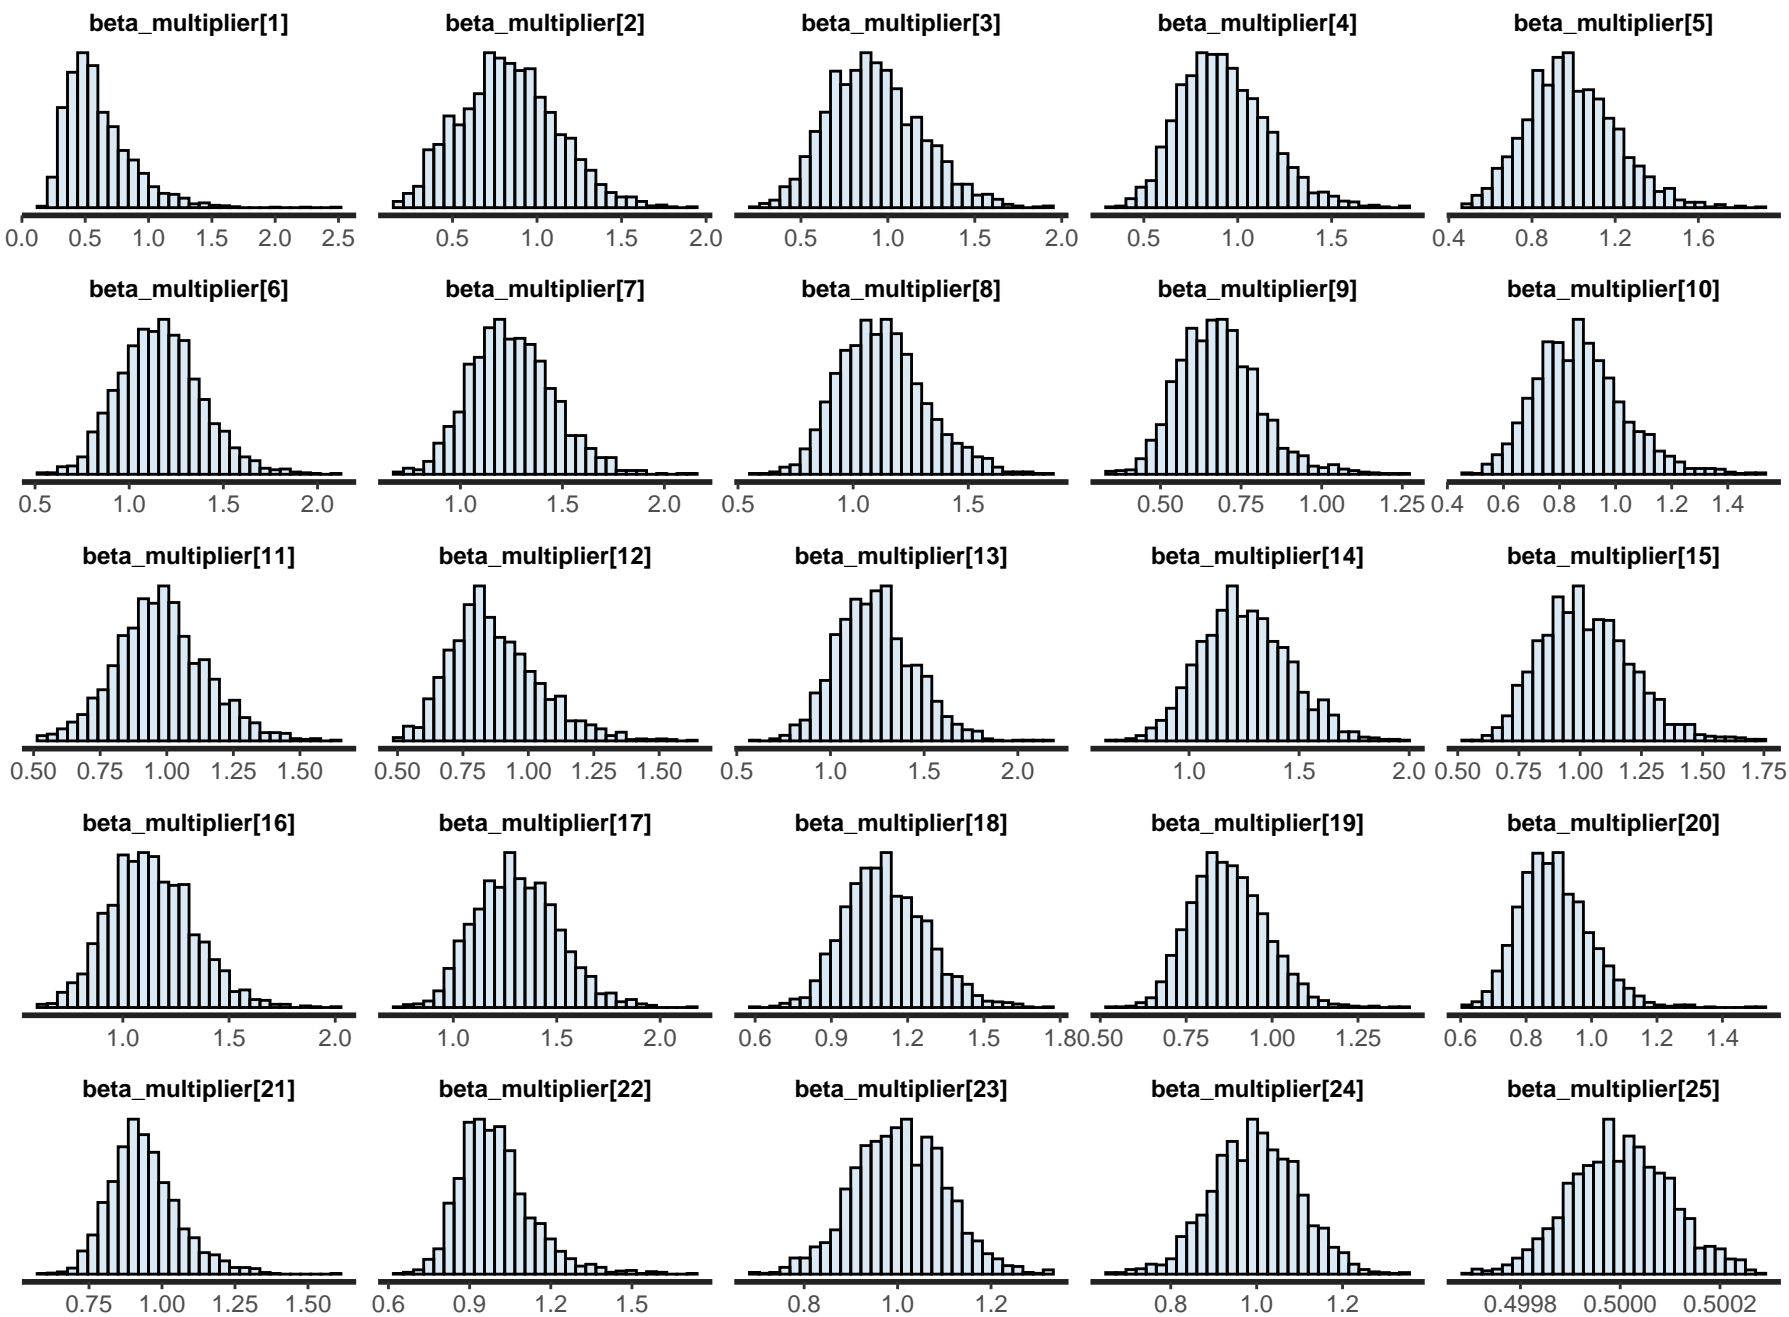 beta_multiplier[1] beta_multiplier[2] beta_multiplier[3] beta_multiplier[4] beta_multiplier[5]
0.0 0.5 1.0 1.5 2.0 2.5 0.5 1.0 1.5 2.0 0.5 1.0 1.5 2.0 0.5 1.0 1.5 0.4 0.8 1.2 1.6
beta_multiplier[6] beta_multiplier[7] beta_multiplier[8] beta_multiplier[9] beta_multiplier[10]
0.5 1.0 1.5 2.0 1.0 1.5 2.0 0.5 1.0 1.5 0.50 0.75 1.00 1.25 0.4 0.6 0.8 1.0 1.2 1.4
beta_multiplier[11] beta_multiplier[12] beta_multiplier[13] beta_multiplier[14] beta_multiplier[15]
0.50 0.75 1.00 1.25 1.50 0.50 0.75 1.00 1.25 1.50 0.5 1.0 1.5 2.0 1.0 1.5 2.0 0.50 0.75 1.00 1.25 1.50 1.75
beta_multiplier[16] beta_multiplier[17] beta_multiplier[18] beta_multiplier[19] beta_multiplier[20]
1.0 1.5 2.0 1.0 1.5 2.0 0.6 0.9 1.2 1.5 1.8 0.50 0.75 1.00 1.25 0.6 0.8 1.0 1.2 1.4
beta_multiplier[21] beta_multiplier[22] beta_multiplier[23] beta_multiplier[24] beta_multiplier[25]
0.75 1.00 1.25 1.50 0.6 0.9 1.2 1.5 0.8 1.0 1.2 0.8 1.0 1.2 0.4998 0.5000 0.5002